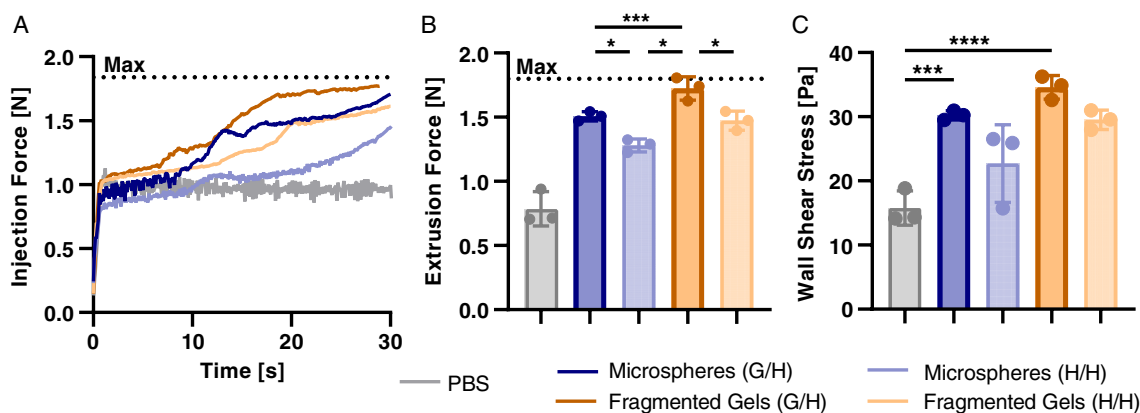 A
Injection Force [N]
2.0
1.5
1.0
0.5
0.0
Max
0
10
20
30
Time [s]
B
Extrusion Force [N]
2.0
1.5
1.0
0.5
0.0
Max
***
*
*
*
C
Wall Shear Stress [Pa]
40
30
20
10
0
****
***
PBS
Microspheres (G/H)
Microspheres (H/H)
Fragmented Gels (G/H)
Fragmented Gels (H/H)